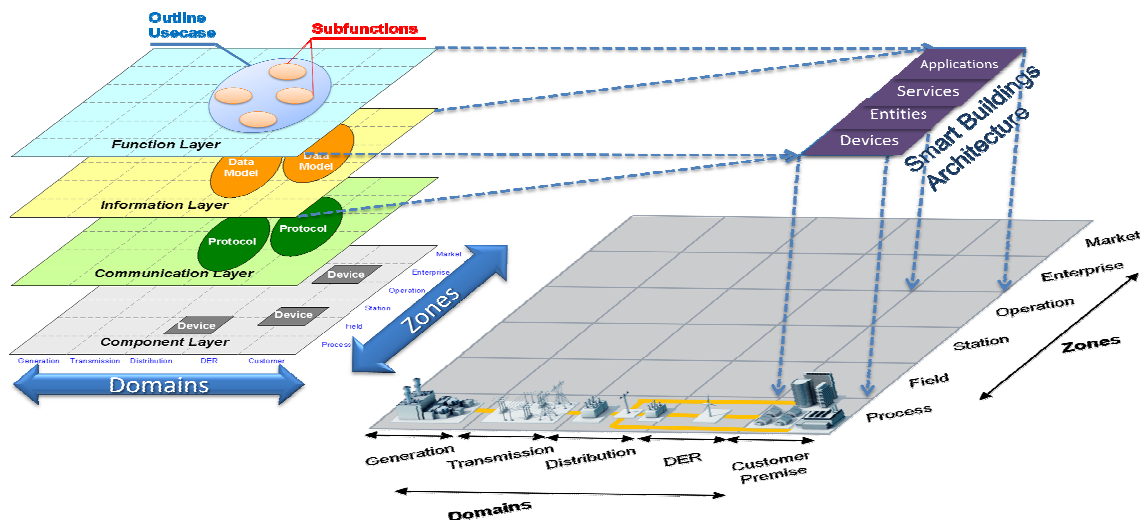 Outline
Usecase
Subfunctions
Function Layer
Data
Model
Data
Model
Information Layer
Protocol
Protocol
Communication Layer
Device
Device
Device
Component Layer
Generation
Transmission
Distribution
DER
Customer
Process
Field
Station
Operation
Enterprise
Market
Domains
Zones
Applications
Services
Entities
Devices
Smart Buildings
Architecture
Market
Enterprise
Operation
Station
Field
Process
Zones
Generation
Transmission
Distribution
DER
Customer
Premise
Domains